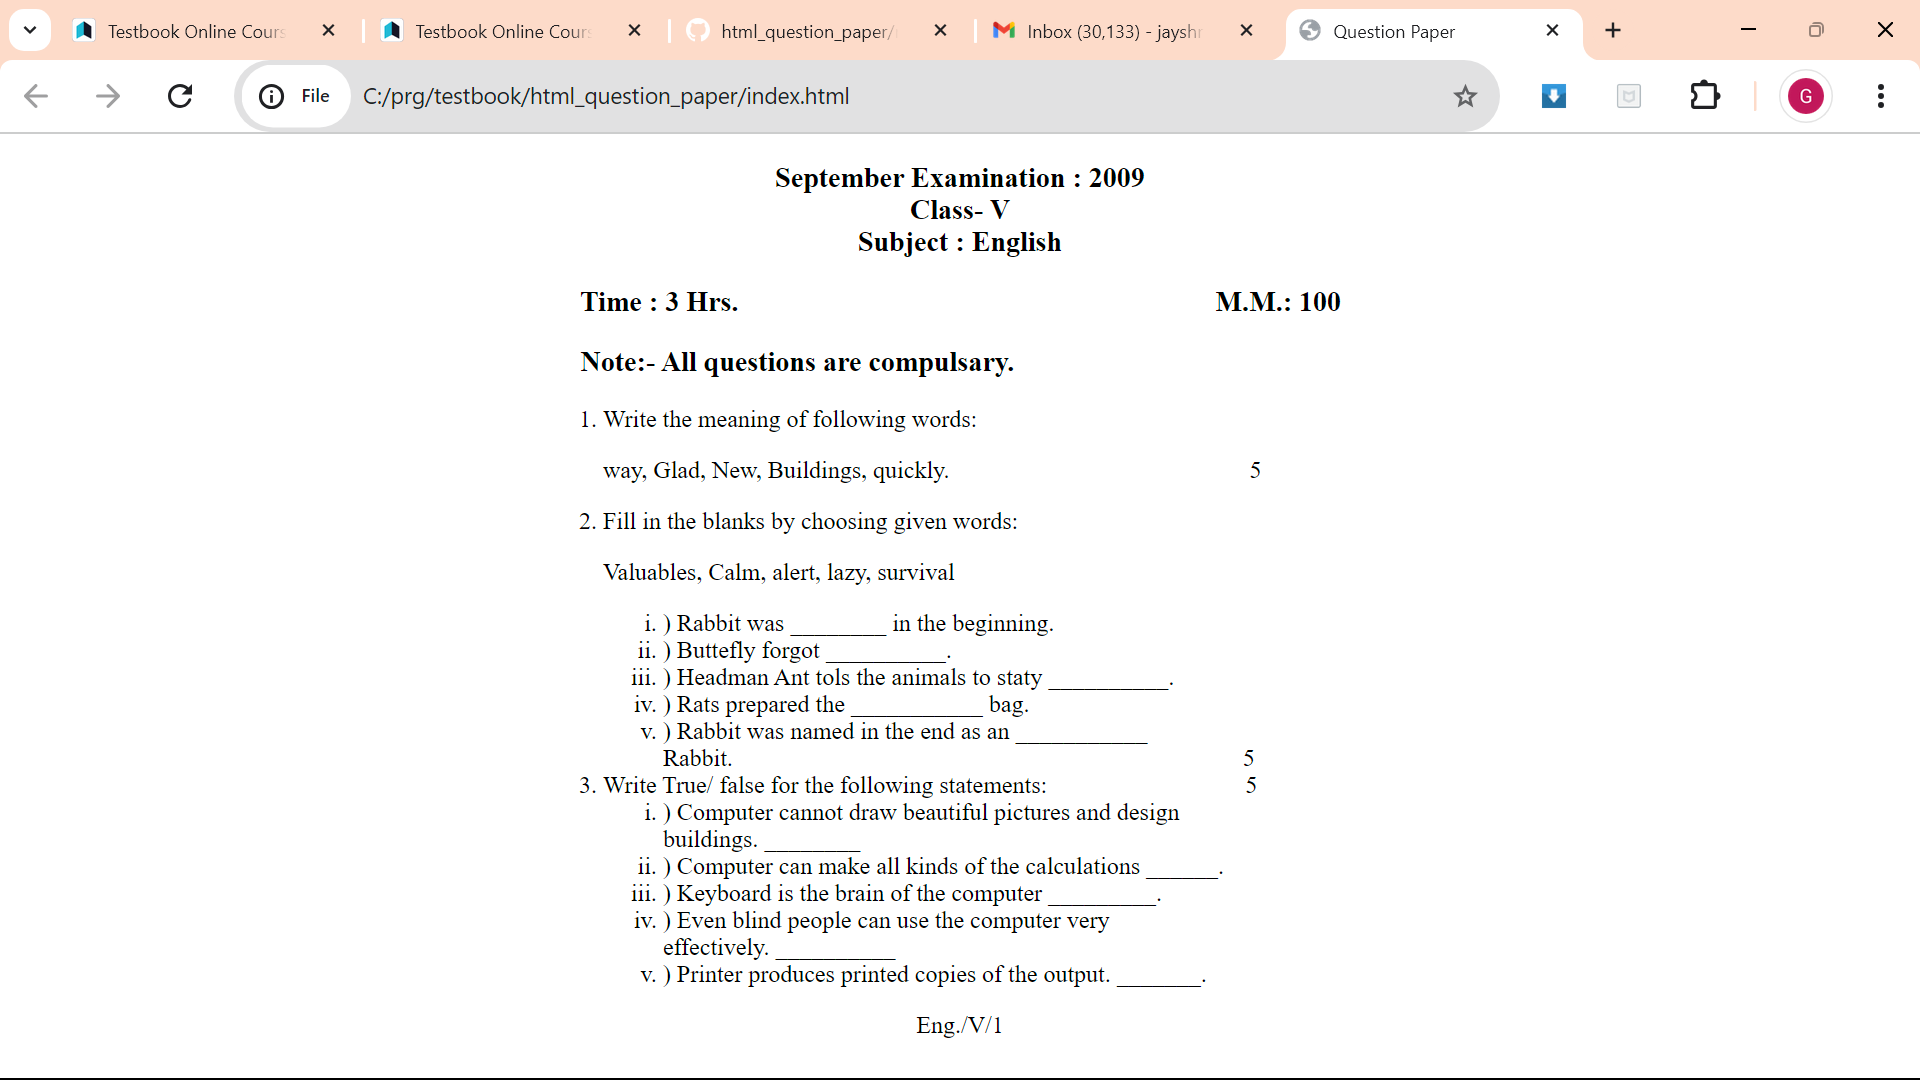 Testbook Online Cours
Testbook Online Cours
html_question_paper/
Inbox (30,133) - jayshr
Question Paper
File
C:/prg/testbook/html_question_paper/index.html
G
September Examination : 2009
Class- V
Subject : English
Time : 3 Hrs. M.M.: 100
Note:- All questions are compulsary.
1. Write the meaning of following words:
way, Glad, New, Buildings, quickly. 5
2. Fill in the blanks by choosing given words:
Valuables, Calm, alert, lazy, survival
i. ) Rabbit was ________ in the beginning.
ii. ) Buttefly forgot __________.
iii. ) Headman Ant tols the animals to staty __________.
iv. ) Rats prepared the ___________ bag.
v. ) Rabbit was named in the end as an ___________
Rabbit. 5
3. Write True/ false for the following statements: 5
i. ) Computer cannot draw beautiful pictures and design
buildings. ________
ii. ) Computer can make all kinds of the calculations ______.
iii. ) Keyboard is the brain of the computer _________.
iv. ) Even blind people can use the computer very
effectively. __________
v. ) Printer produces printed copies of the output. _______.
Eng./V/1